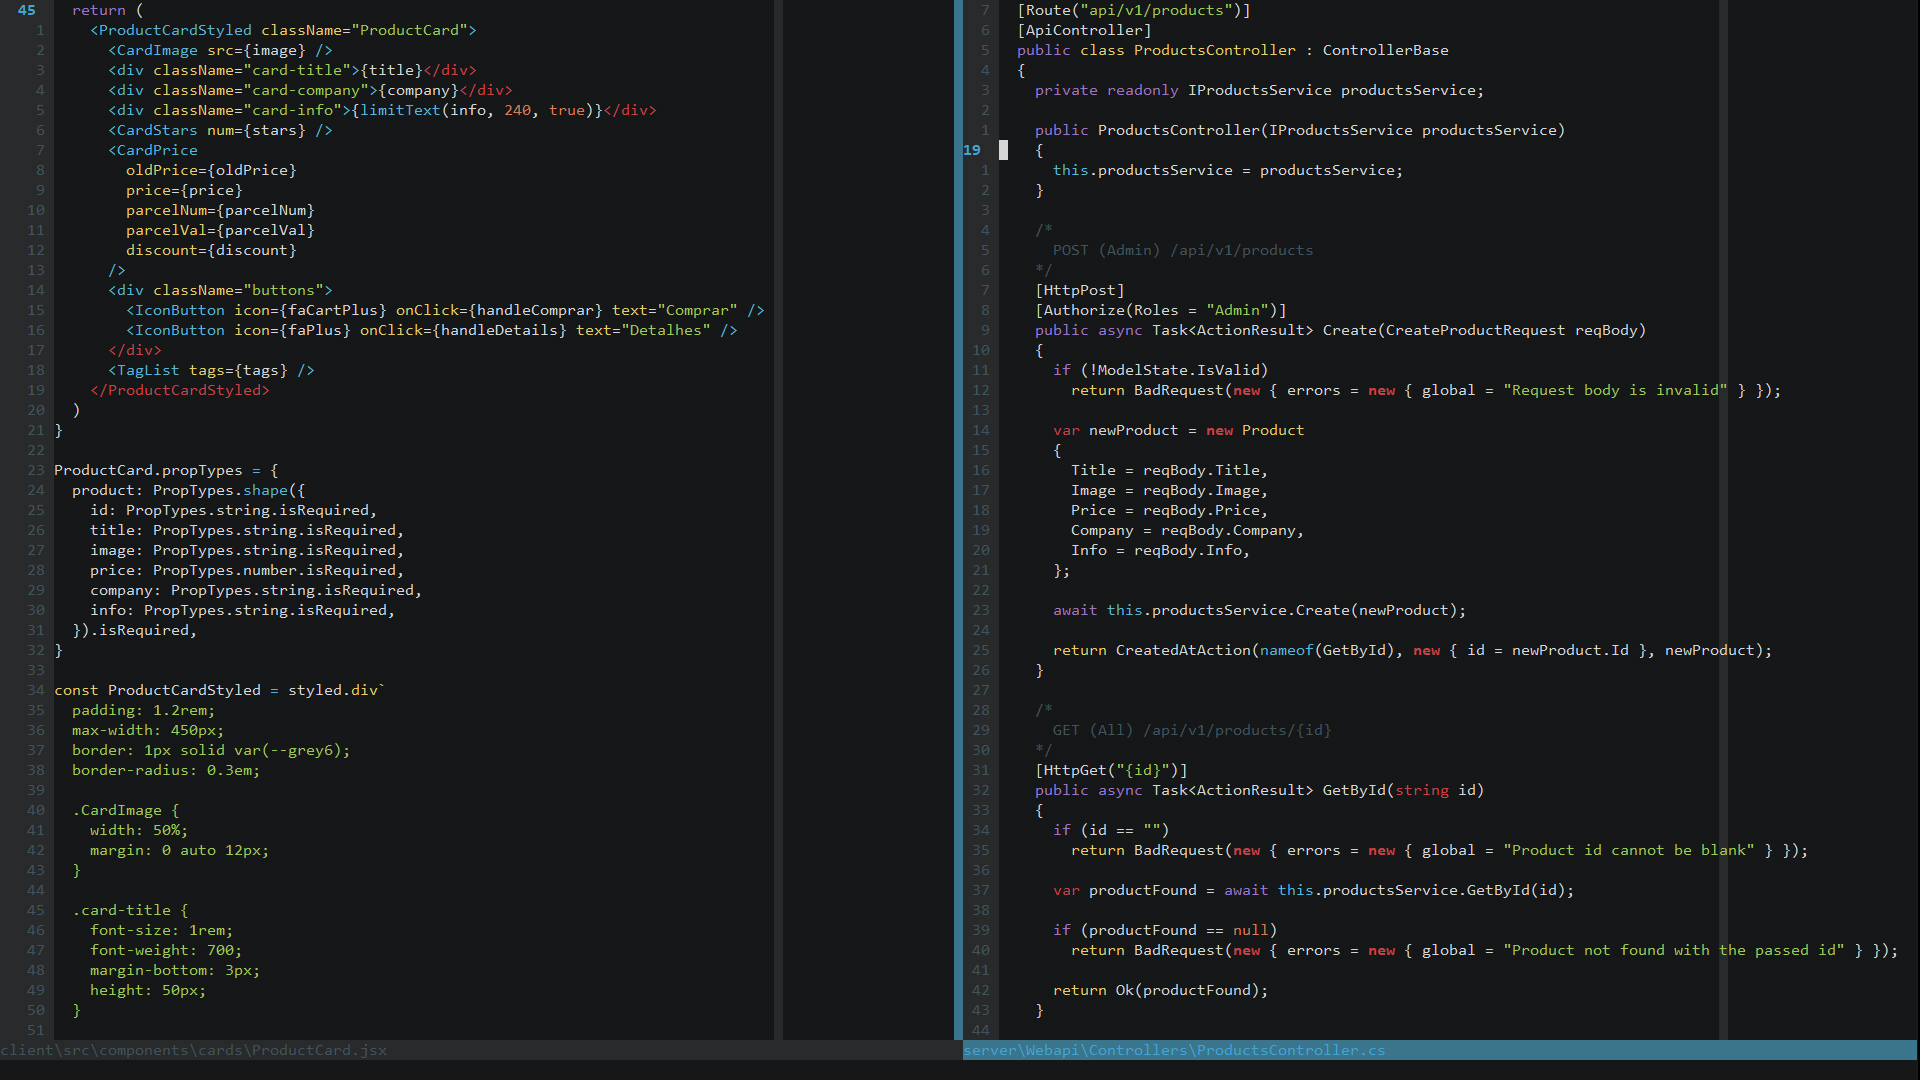 45   return (
 1     <ProductCardStyled className="ProductCard">
 2       <CardImage src={image} />
 3       <div className="card-title">{title}</div>
 4       <div className="card-company">{company}</div>
 5       <div className="card-info">{limitText(info, 240, true)}</div>
 6       <CardStars num={stars} />
 7       <CardPrice
 8         oldPrice={oldPrice}
 9         price={price}
10         parcelNum={parcelNum}
11         parcelVal={parcelVal}
12         discount={discount}
13       />
14       <div className="buttons">
15         <IconButton icon={faCartPlus} onClick={handleComprar} text="Comprar" />
16         <IconButton icon={faPlus} onClick={handleDetails} text="Detalhes" />
17       </div>
18       <TagList tags={tags} />
19     </ProductCardStyled>
20   )
21 }
22
23 ProductCard.propTypes = {
24   product: PropTypes.shape({
25     id: PropTypes.string.isRequired,
26     title: PropTypes.string.isRequired,
27     image: PropTypes.string.isRequired,
28     price: PropTypes.number.isRequired,
29     company: PropTypes.string.isRequired,
30     info: PropTypes.string.isRequired,
31   }).isRequired,
32 }
33
34 const ProductCardStyled = styled.div`
35   padding: 1.2rem;
36   max-width: 450px;
37   border: 1px solid var(--grey6);
38   border-radius: 0.3em;
39
40   .CardImage {
41     width: 50%;
42     margin: 0 auto 12px;
43   }
44
45   .card-title {
46     font-size: 1rem;
47     font-weight: 700;
48     margin-bottom: 3px;
49     height: 50px;
50   }
51
client\src\components\cards\ProductCard.jsx
 7   [Route("api/v1/products")]
 6   [ApiController]
 5   public class ProductsController : ControllerBase
 4   {
 3     private readonly IProductsService productsService;
 2
 1     public ProductsController(IProductsService productsService)
19     {
 1       this.productsService = productsService;
 2     }
 3
 4     /*
 5       POST (Admin) /api/v1/products
 6     */
 7     [HttpPost]
 8     [Authorize(Roles = "Admin")]
 9     public async Task<ActionResult> Create(CreateProductRequest reqBody)
10     {
11       if (!ModelState.IsValid)
12         return BadRequest(new { errors = new { global = "Request body is invalid" } });
13
14       var newProduct = new Product
15       {
16         Title = reqBody.Title,
17         Image = reqBody.Image,
18         Price = reqBody.Price,
19         Company = reqBody.Company,
20         Info = reqBody.Info,
21       };
22
23       await this.productsService.Create(newProduct);
24
25       return CreatedAtAction(nameof(GetById), new { id = newProduct.Id }, newProduct);
26     }
27
28     /*
29       GET (All) /api/v1/products/{id}
30     */
31     [HttpGet("{id}")]
32     public async Task<ActionResult> GetById(string id)
33     {
34       if (id == "")
35         return BadRequest(new { errors = new { global = "Product id cannot be blank" } });
36
37       var productFound = await this.productsService.GetById(id);
38
39       if (productFound == null)
40         return BadRequest(new { errors = new { global = "Product not found with the passed id" } });
41
42       return Ok(productFound);
43     }
44
server\Webapi\Controllers\ProductsController.cs